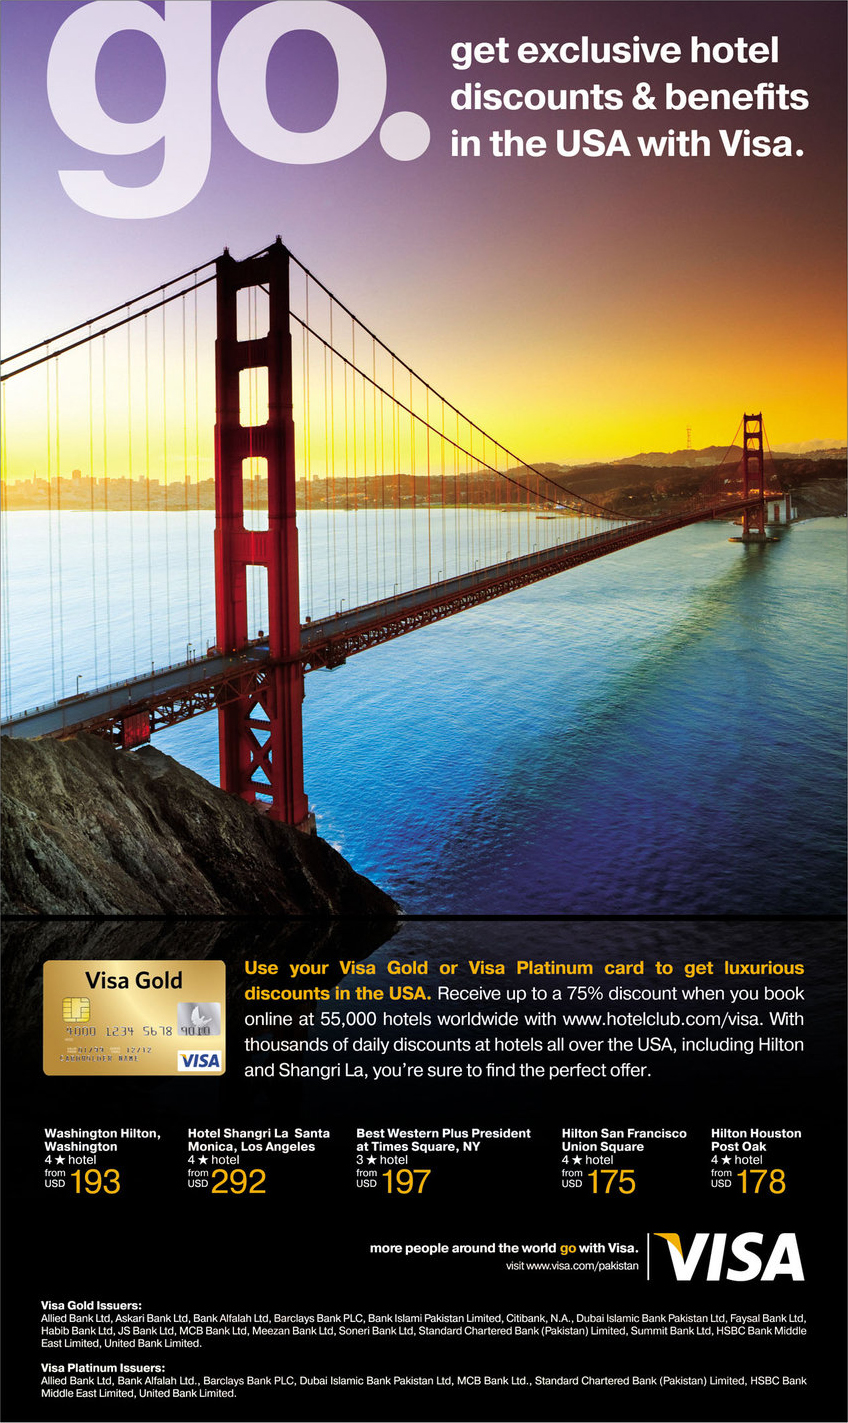 go.
get exclusive hotel
discounts & benefits
in the USA with Visa.
Visa Gold
4000 1234 5678 9010
CARDHOLDER NAME
VISA
Use your Visa Gold or Visa Platinum card to get luxurious
discounts in the USA. Receive up to a 75% discount when you book
online at 55,000 hotels worldwide with www.hotelclub.com/visa. With
thousands of daily discounts at hotels all over the USA, including Hilton
and Shangri La, you're sure to find the perfect offer.
Washington Hilton,
Washington
4 ★ hotel
from
USD 193
Hotel Shangri La Santa
Monica, Los Angeles
4 ★ hotel
from
USD 292
Best Western Plus President
at Times Square, NY
3 ★ hotel
from
USD 197
Hilton San Francisco
Union Square
4 ★ hotel
from
USD 175
Hilton Houston
Post Oak
4 ★ hotel
from
USD 178
more people around the world go with Visa.
visit www.visa.com/pakistan
VISA
Visa Gold Issuers:
Allied Bank Ltd, Askari Bank Ltd, Bank Alfalah Ltd, Barclays Bank PLC, Bank Islami Pakistan Limited, Citibank, N.A., Dubai Islamic Bank Pakistan Ltd, Faysal Bank Ltd,
Habib Bank Ltd, JS Bank Ltd, MCB Bank Ltd, Meezan Bank Ltd, Soneri Bank Ltd, Standard Chartered Bank (Pakistan) Limited, Summit Bank Ltd, HSBC Bank Middle
East Limited, United Bank Limited.
Visa Platinum Issuers:
Allied Bank Ltd, Bank Alfalah Ltd., Barclays Bank PLC, Dubai Islamic Bank Pakistan Ltd, MCB Bank Ltd., Standard Chartered Bank (Pakistan) Limited, HSBC Bank
Middle East Limited, United Bank Limited.